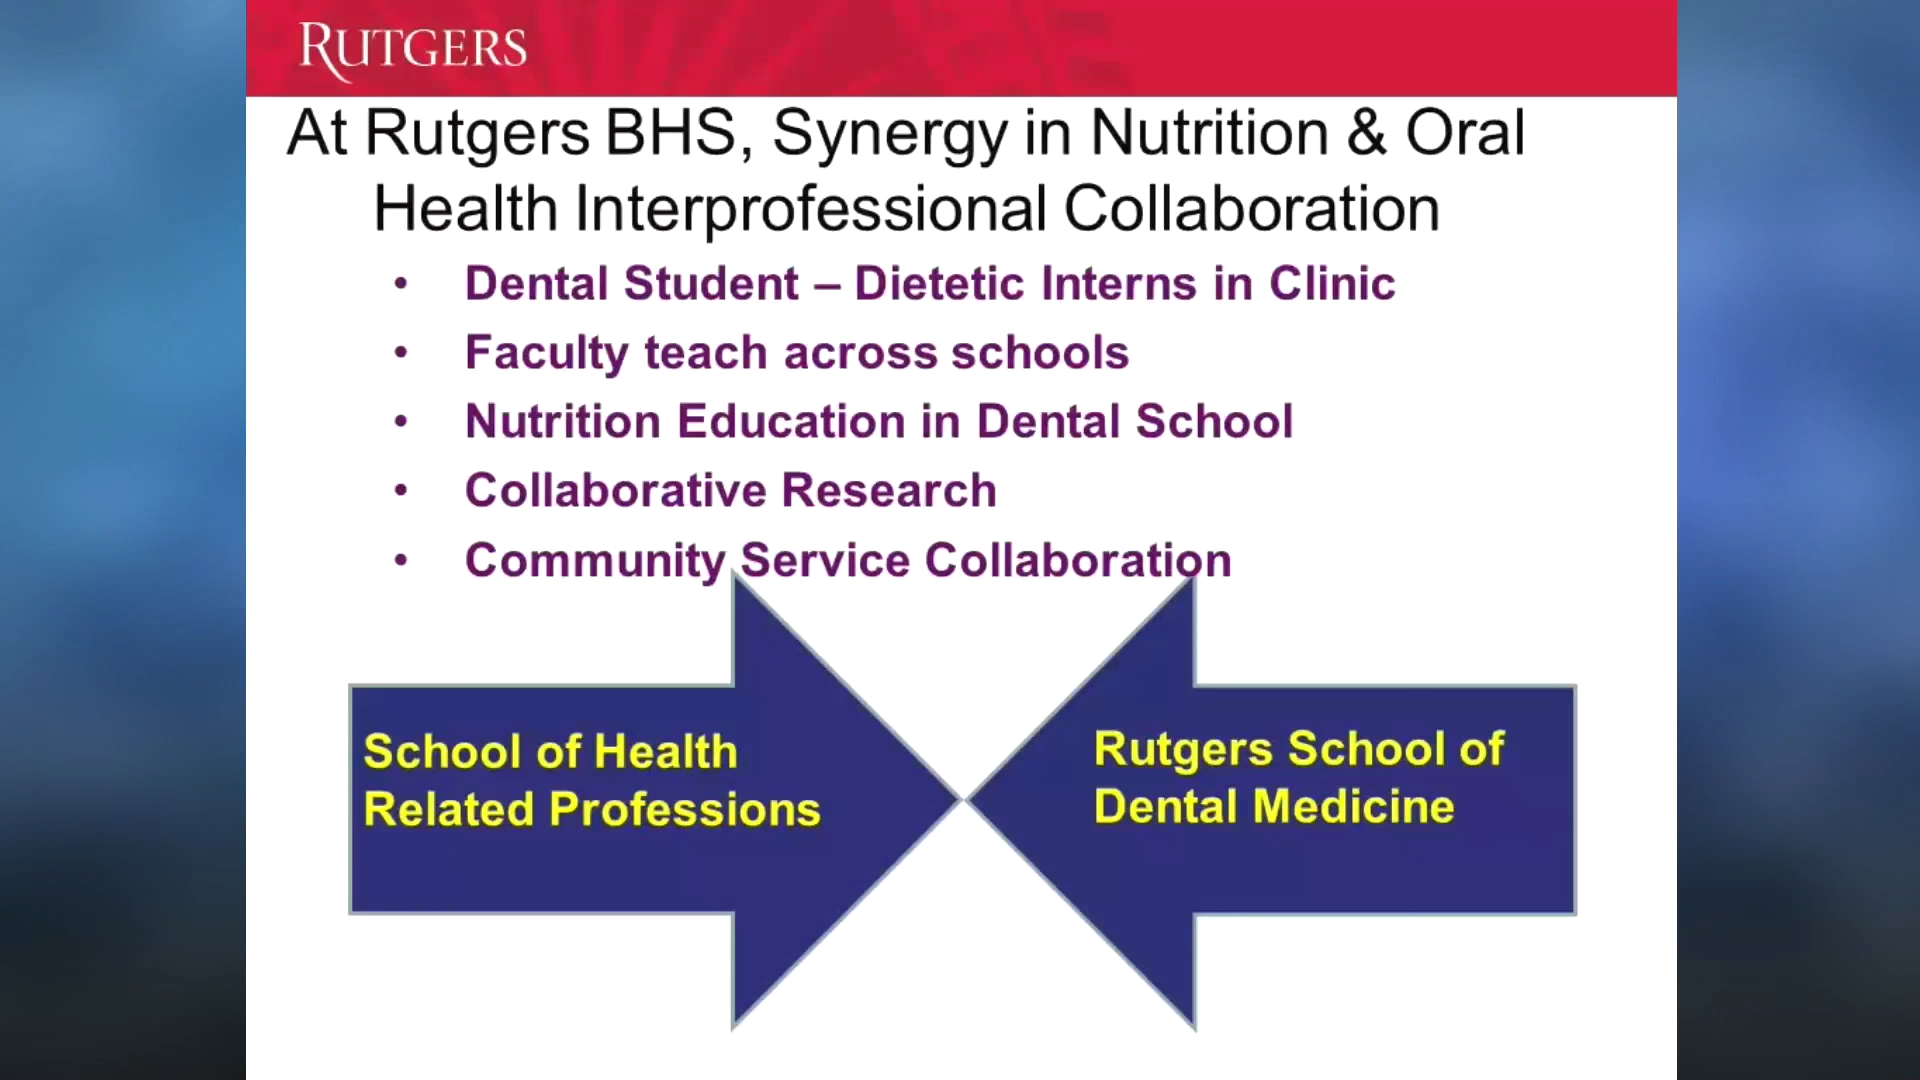 RUTGERS
At Rutgers BHS, Synergy in Nutrition & Oral
Health Interprofessional Collaboration
• Dental Student – Dietetic Interns in Clinic
• Faculty teach across schools
• Nutrition Education in Dental School
• Collaborative Research
• Community Service Collaboration
School of Health
Related Professions
Rutgers School of
Dental Medicine